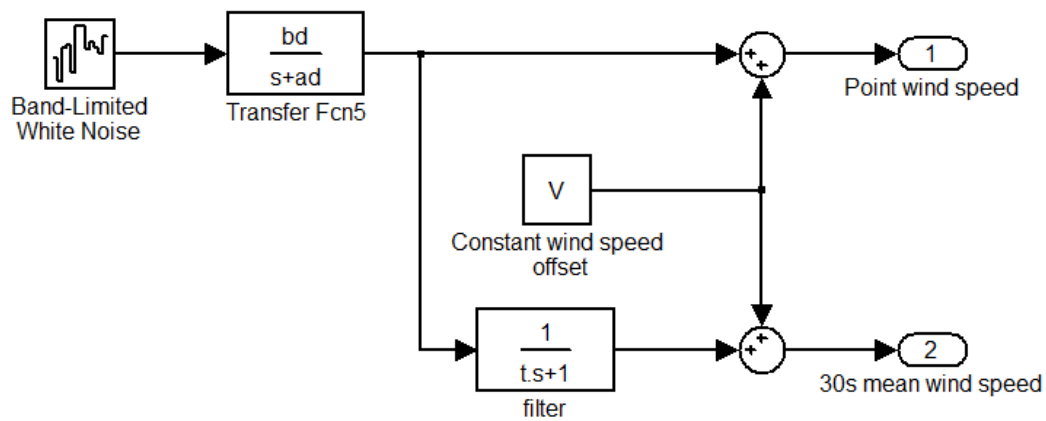 bd
s+ad
Band-Limited
White Noise
Transfer Fcn5
+
+
1
Point wind speed
V
Constant wind speed
offset
1
t.s+1
filter
+
+
2
30s mean wind speed